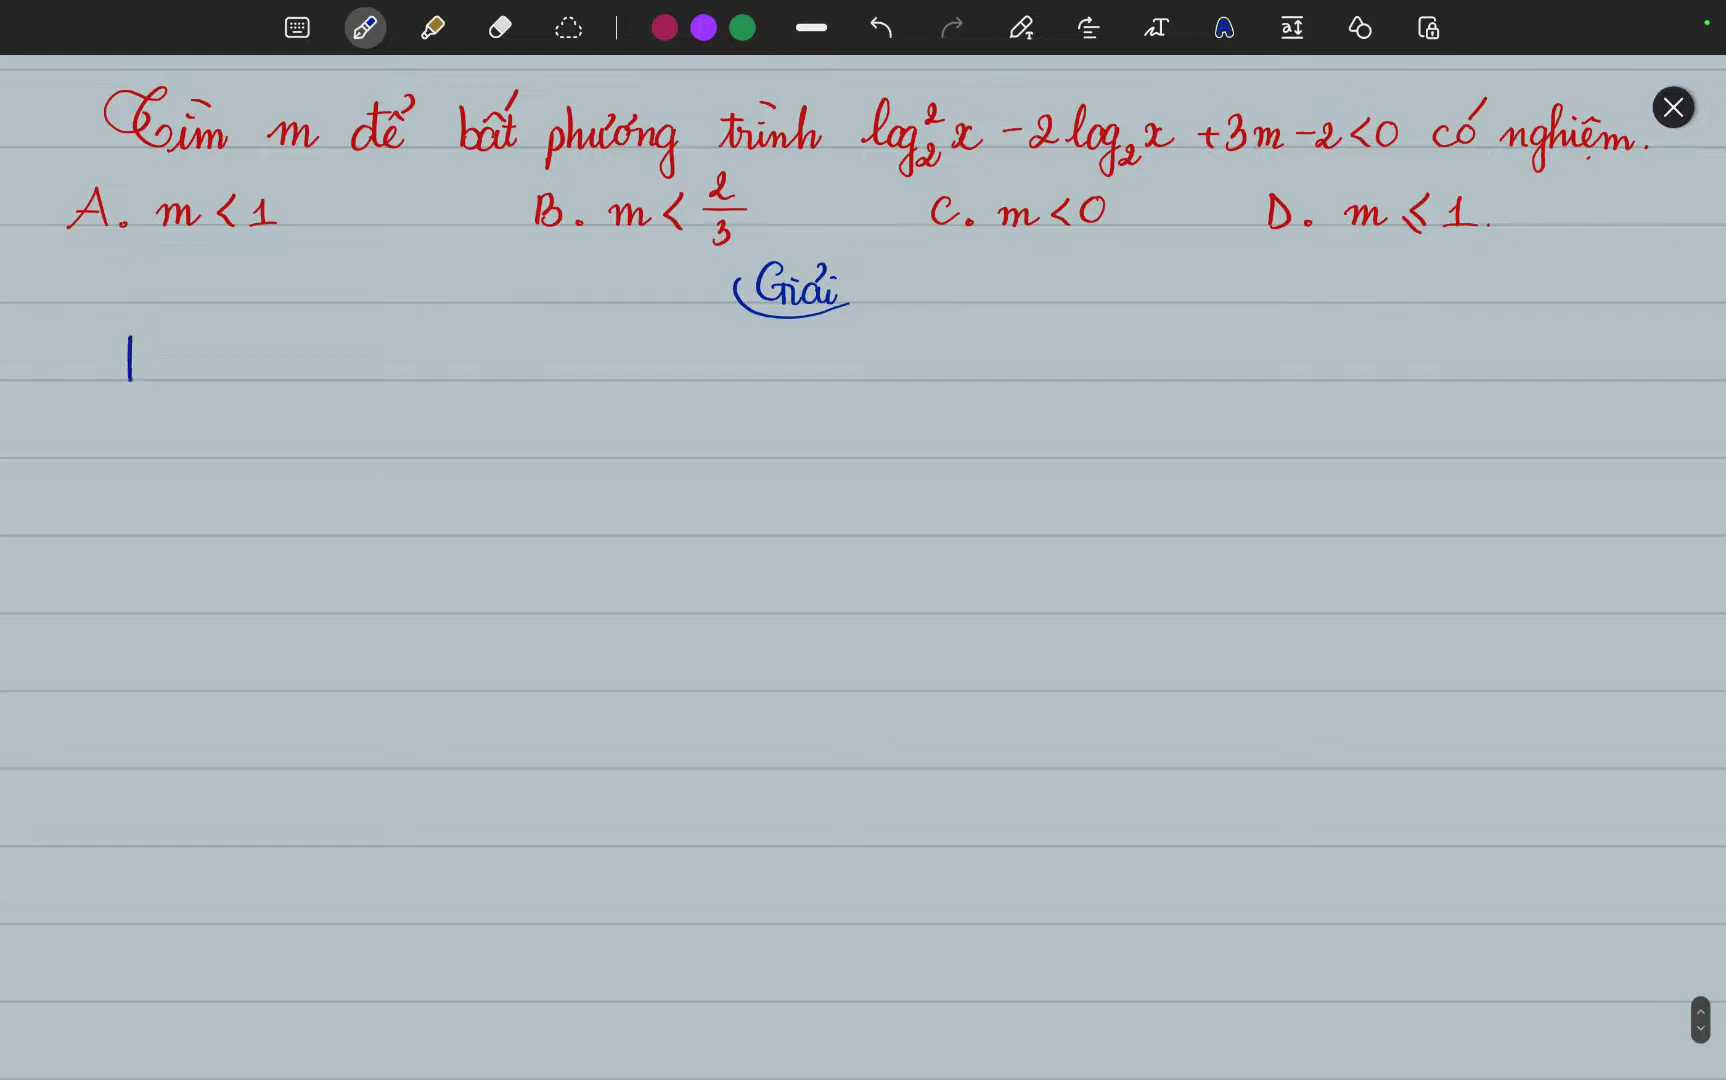 Tìm m để bất phương trình log₂²x - 2log₂x + 3m - 2 < 0 có nghiệm.
A. m < 1 B. m < 2/3 C. m < 0 D. m ≤ 1.
Giải